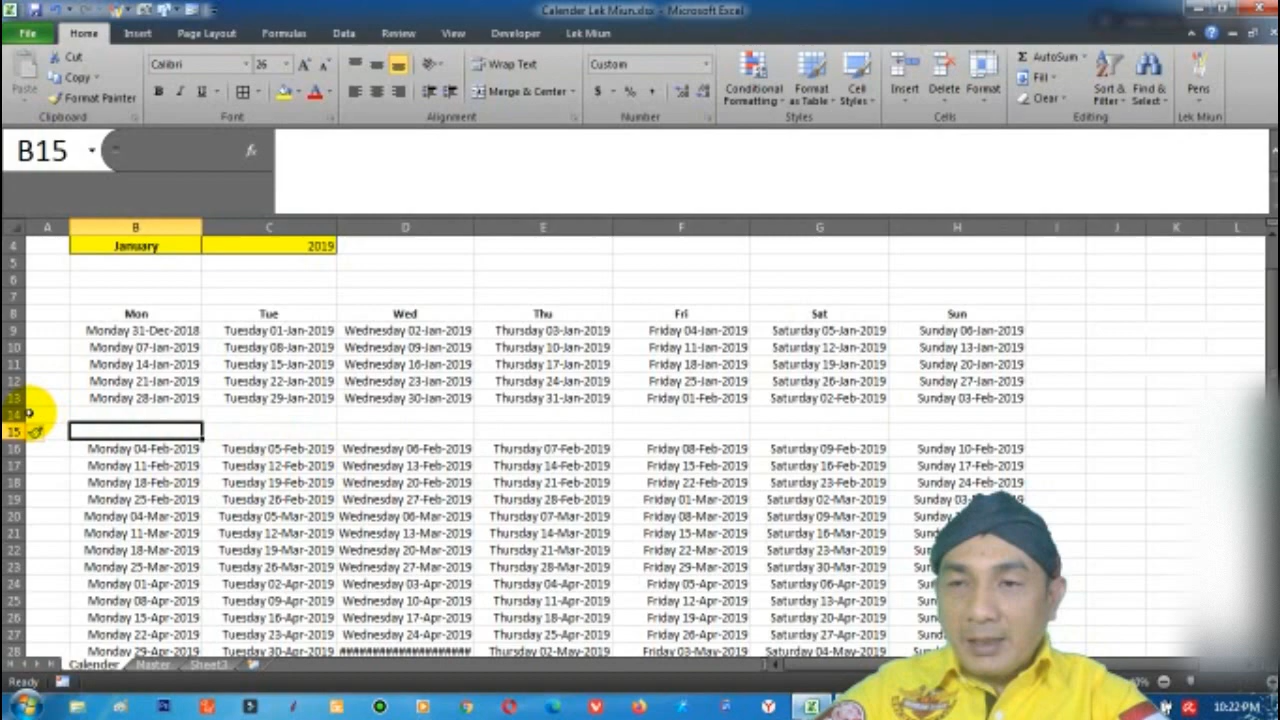 Calender Lek Miun.xlsx - Microsoft Excel
File Home Insert Page Layout Formulas Data Review View Developer Lek Miun
Cut
Copy
Format Painter
Paste
Clipboard
Calibri 26
B I U
Font
Wrap Text
Merge & Center
Alignment
Custom
$ % ,
Number
Conditional Formatting
Format as Table
Cell Styles
Styles
Insert Delete Format
Cells
Σ AutoSum
Fill
Clear
Sort & Filter
Find & Select
Editing
Pens
Lek Miun
B15 fx
A B C D E F G H I J K L
4 January 2019
5
6
7
8 Mon Tue Wed Thu Fri Sat Sun
9 Monday 31-Dec-2018 Tuesday 01-Jan-2019 Wednesday 02-Jan-2019 Thursday 03-Jan-2019 Friday 04-Jan-2019 Saturday 05-Jan-2019 Sunday 06-Jan-2019
10 Monday 07-Jan-2019 Tuesday 08-Jan-2019 Wednesday 09-Jan-2019 Thursday 10-Jan-2019 Friday 11-Jan-2019 Saturday 12-Jan-2019 Sunday 13-Jan-2019
11 Monday 14-Jan-2019 Tuesday 15-Jan-2019 Wednesday 16-Jan-2019 Thursday 17-Jan-2019 Friday 18-Jan-2019 Saturday 19-Jan-2019 Sunday 20-Jan-2019
12 Monday 21-Jan-2019 Tuesday 22-Jan-2019 Wednesday 23-Jan-2019 Thursday 24-Jan-2019 Friday 25-Jan-2019 Saturday 26-Jan-2019 Sunday 27-Jan-2019
13 Monday 28-Jan-2019 Tuesday 29-Jan-2019 Wednesday 30-Jan-2019 Thursday 31-Jan-2019 Friday 01-Feb-2019 Saturday 02-Feb-2019 Sunday 03-Feb-2019
14
15
16 Monday 04-Feb-2019 Tuesday 05-Feb-2019 Wednesday 06-Feb-2019 Thursday 07-Feb-2019 Friday 08-Feb-2019 Saturday 09-Feb-2019 Sunday 10-Feb-2019
17 Monday 11-Feb-2019 Tuesday 12-Feb-2019 Wednesday 13-Feb-2019 Thursday 14-Feb-2019 Friday 15-Feb-2019 Saturday 16-Feb-2019 Sunday 17-Feb-2019
18 Monday 18-Feb-2019 Tuesday 19-Feb-2019 Wednesday 20-Feb-2019 Thursday 21-Feb-2019 Friday 22-Feb-2019 Saturday 23-Feb-2019 Sunday 24-Feb-2019
19 Monday 25-Feb-2019 Tuesday 26-Feb-2019 Wednesday 27-Feb-2019 Thursday 28-Feb-2019 Friday 01-Mar-2019 Saturday 02-Mar-2019 Sunday
20 Monday 04-Mar-2019 Tuesday 05-Mar-2019 Wednesday 06-Mar-2019 Thursday 07-Mar-2019 Friday 08-Mar-2019 Saturday 09-Mar-2019
21 Monday 11-Mar-2019 Tuesday 12-Mar-2019 Wednesday 13-Mar-2019 Thursday 14-Mar-2019 Friday 15-Mar-2019 Saturday 16-Mar-2019
22 Monday 18-Mar-2019 Tuesday 19-Mar-2019 Wednesday 20-Mar-2019 Thursday 21-Mar-2019 Friday 22-Mar-2019 Saturday 23-Mar-2019
23 Monday 25-Mar-2019 Tuesday 26-Mar-2019 Wednesday 27-Mar-2019 Thursday 28-Mar-2019 Friday 29-Mar-2019 Saturday 30-Mar-2019
24 Monday 01-Apr-2019 Tuesday 02-Apr-2019 Wednesday 03-Apr-2019 Thursday 04-Apr-2019 Friday 05-Apr-2019 Saturday 06-Apr-2019
25 Monday 08-Apr-2019 Tuesday 09-Apr-2019 Wednesday 10-Apr-2019 Thursday 11-Apr-2019 Friday 12-Apr-2019 Saturday 13-Apr-2019
26 Monday 15-Apr-2019 Tuesday 16-Apr-2019 Wednesday 17-Apr-2019 Thursday 18-Apr-2019 Friday 19-Apr-2019 Saturday 20-Apr-2019
27 Monday 22-Apr-2019 Tuesday 23-Apr-2019 Wednesday 24-Apr-2019 Thursday 25-Apr-2019 Friday 26-Apr-2019 Saturday 27-Apr-2019
28 Monday 29-Apr-2019 Tuesday 30-Apr-2019 #################### Thursday 02-May-2019 Friday 03-May-2019 Saturday 04-May-2019
Calender Master Sheet3
Ready
10:22 PM